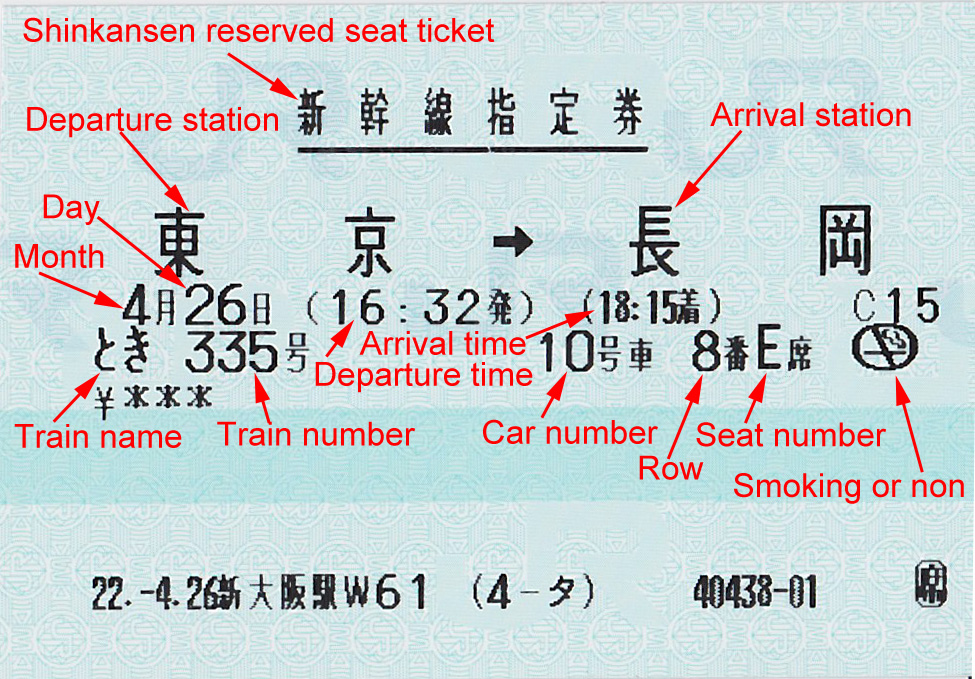 Shinkansen reserved seat ticket
新幹線指定券
Departure station
Arrival station
東京→長岡
Day
Month
4月26日 (16:32発) (18:15着) C15
Arrival time
とき 335号 10号車 8番E席
Departure time
¥***
Train name
Train number
Car number
Seat number
Row
Smoking or non
22.-4.26新大阪駅W61 (4-タ) 40438-01